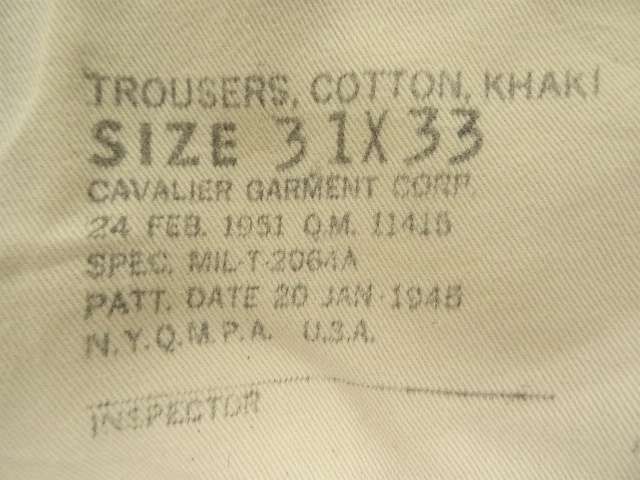 TROUSERS, COTTON, KHAKI
SIZE 31X33
CAVALIER GARMENT CORP.
24 FEB. 1951 Q.M. 11415
SPEC. MIL-T-2064A
PATT. DATE 20 JAN-1945
N.Y.Q.M.P.A. U.S.A.
INSPECTOR